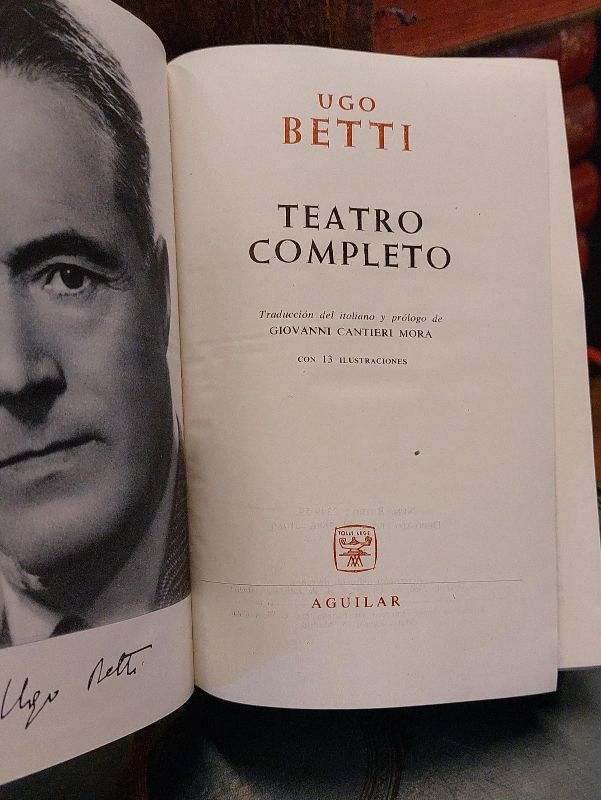 UGO
BETTI
TEATRO
COMPLETO
Traducción del italiano y prólogo de
GIOVANNI CANTIERI MORA
CON 13 ILUSTRACIONES
TOLLE LEGE
AGUILAR
Ugo Betti